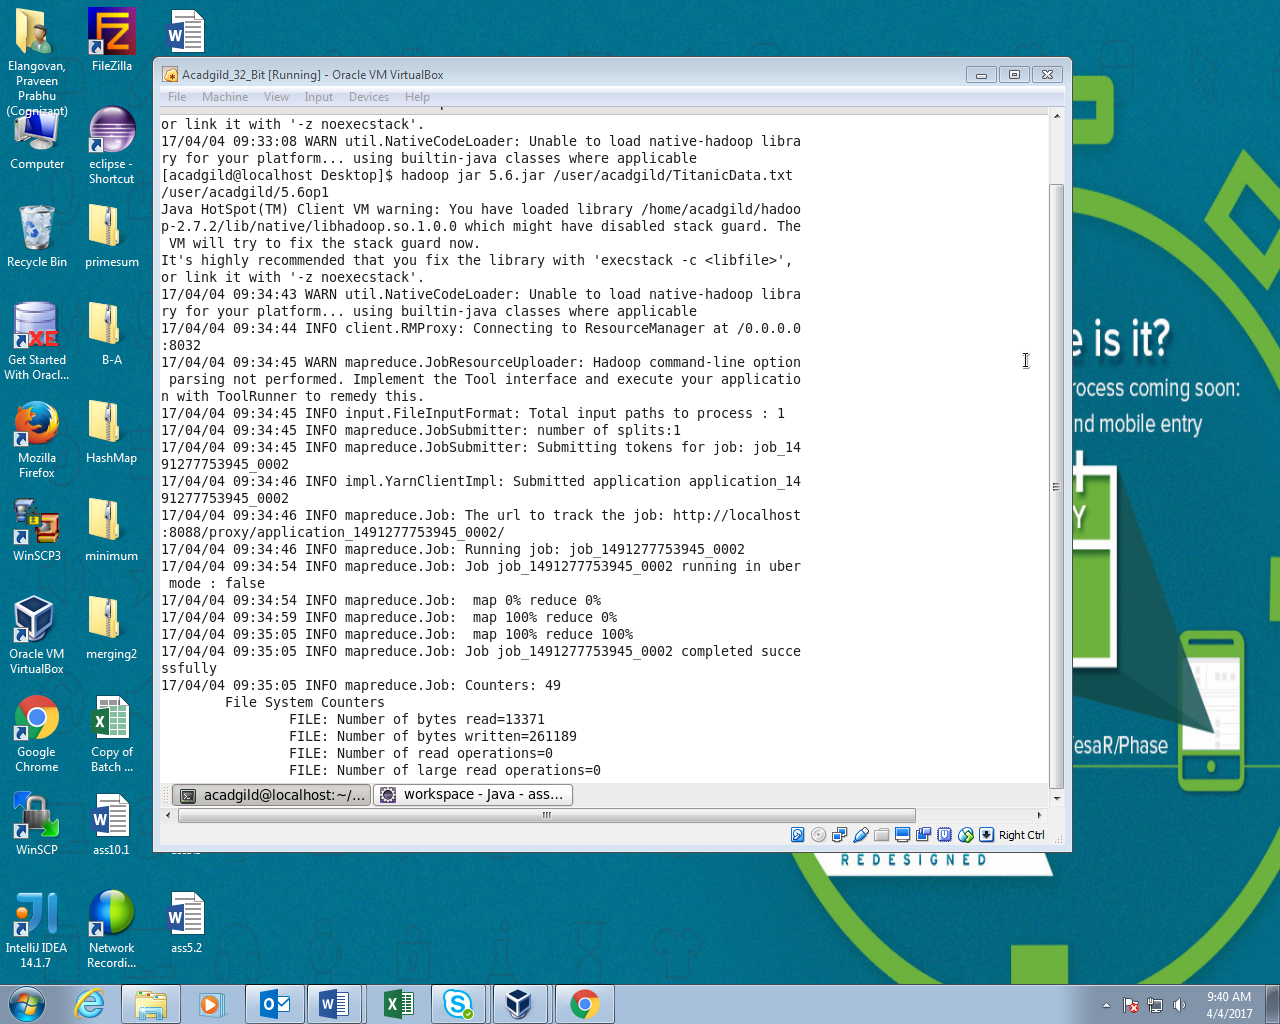 Elangovan,
Praveen
Prabhu
(Cognizant)
FileZilla
Computer
eclipse -
Shortcut
Recycle Bin
primesum
Get Started
With Oracl...
B-A
Mozilla
Firefox
HashMap
WinSCP3
minimum
Oracle VM
VirtualBox
merging2
Google
Chrome
Copy of
Batch ...
WinSCP
ass10.1
IntelliJ IDEA
14.1.7
Network
Recordi...
ass5.2
Acadgild_32_Bit [Running] - Oracle VM VirtualBox
File Machine View Input Devices Help
or link it with '-z noexecstack'.
17/04/04 09:33:08 WARN util.NativeCodeLoader: Unable to load native-hadoop libra
ry for your platform... using builtin-java classes where applicable
[acadgild@localhost Desktop]$ hadoop jar 5.6.jar /user/acadgild/TitanicData.txt
/user/acadgild/5.6op1
Java HotSpot(TM) Client VM warning: You have loaded library /home/acadgild/hadoo
p-2.7.2/lib/native/libhadoop.so.1.0.0 which might have disabled stack guard. The
 VM will try to fix the stack guard now.
It's highly recommended that you fix the library with 'execstack -c <libfile>',
or link it with '-z noexecstack'.
17/04/04 09:34:43 WARN util.NativeCodeLoader: Unable to load native-hadoop libra
ry for your platform... using builtin-java classes where applicable
17/04/04 09:34:44 INFO client.RMProxy: Connecting to ResourceManager at /0.0.0.0
:8032
17/04/04 09:34:45 WARN mapreduce.JobResourceUploader: Hadoop command-line option
 parsing not performed. Implement the Tool interface and execute your applicatio
n with ToolRunner to remedy this.
17/04/04 09:34:45 INFO input.FileInputFormat: Total input paths to process : 1
17/04/04 09:34:45 INFO mapreduce.JobSubmitter: number of splits:1
17/04/04 09:34:45 INFO mapreduce.JobSubmitter: Submitting tokens for job: job_14
91277753945_0002
17/04/04 09:34:46 INFO impl.YarnClientImpl: Submitted application application_14
91277753945_0002
17/04/04 09:34:46 INFO mapreduce.Job: The url to track the job: http://localhost
:8088/proxy/application_1491277753945_0002/
17/04/04 09:34:46 INFO mapreduce.Job: Running job: job_1491277753945_0002
17/04/04 09:34:54 INFO mapreduce.Job: Job job_1491277753945_0002 running in uber
 mode : false
17/04/04 09:34:54 INFO mapreduce.Job:  map 0% reduce 0%
17/04/04 09:34:59 INFO mapreduce.Job:  map 100% reduce 0%
17/04/04 09:35:05 INFO mapreduce.Job:  map 100% reduce 100%
17/04/04 09:35:05 INFO mapreduce.Job: Job job_1491277753945_0002 completed succe
ssfully
17/04/04 09:35:05 INFO mapreduce.Job: Counters: 49
File System Counters
FILE: Number of bytes read=13371
FILE: Number of bytes written=261189
FILE: Number of read operations=0
FILE: Number of large read operations=0
acadgild@localhost:~/...
workspace - Java - ass...
Right Ctrl
e is it?
rocess coming soon:
nd mobile entry
Y
esaR/Phase
REDESIGNED
9:40 AM
4/4/2017